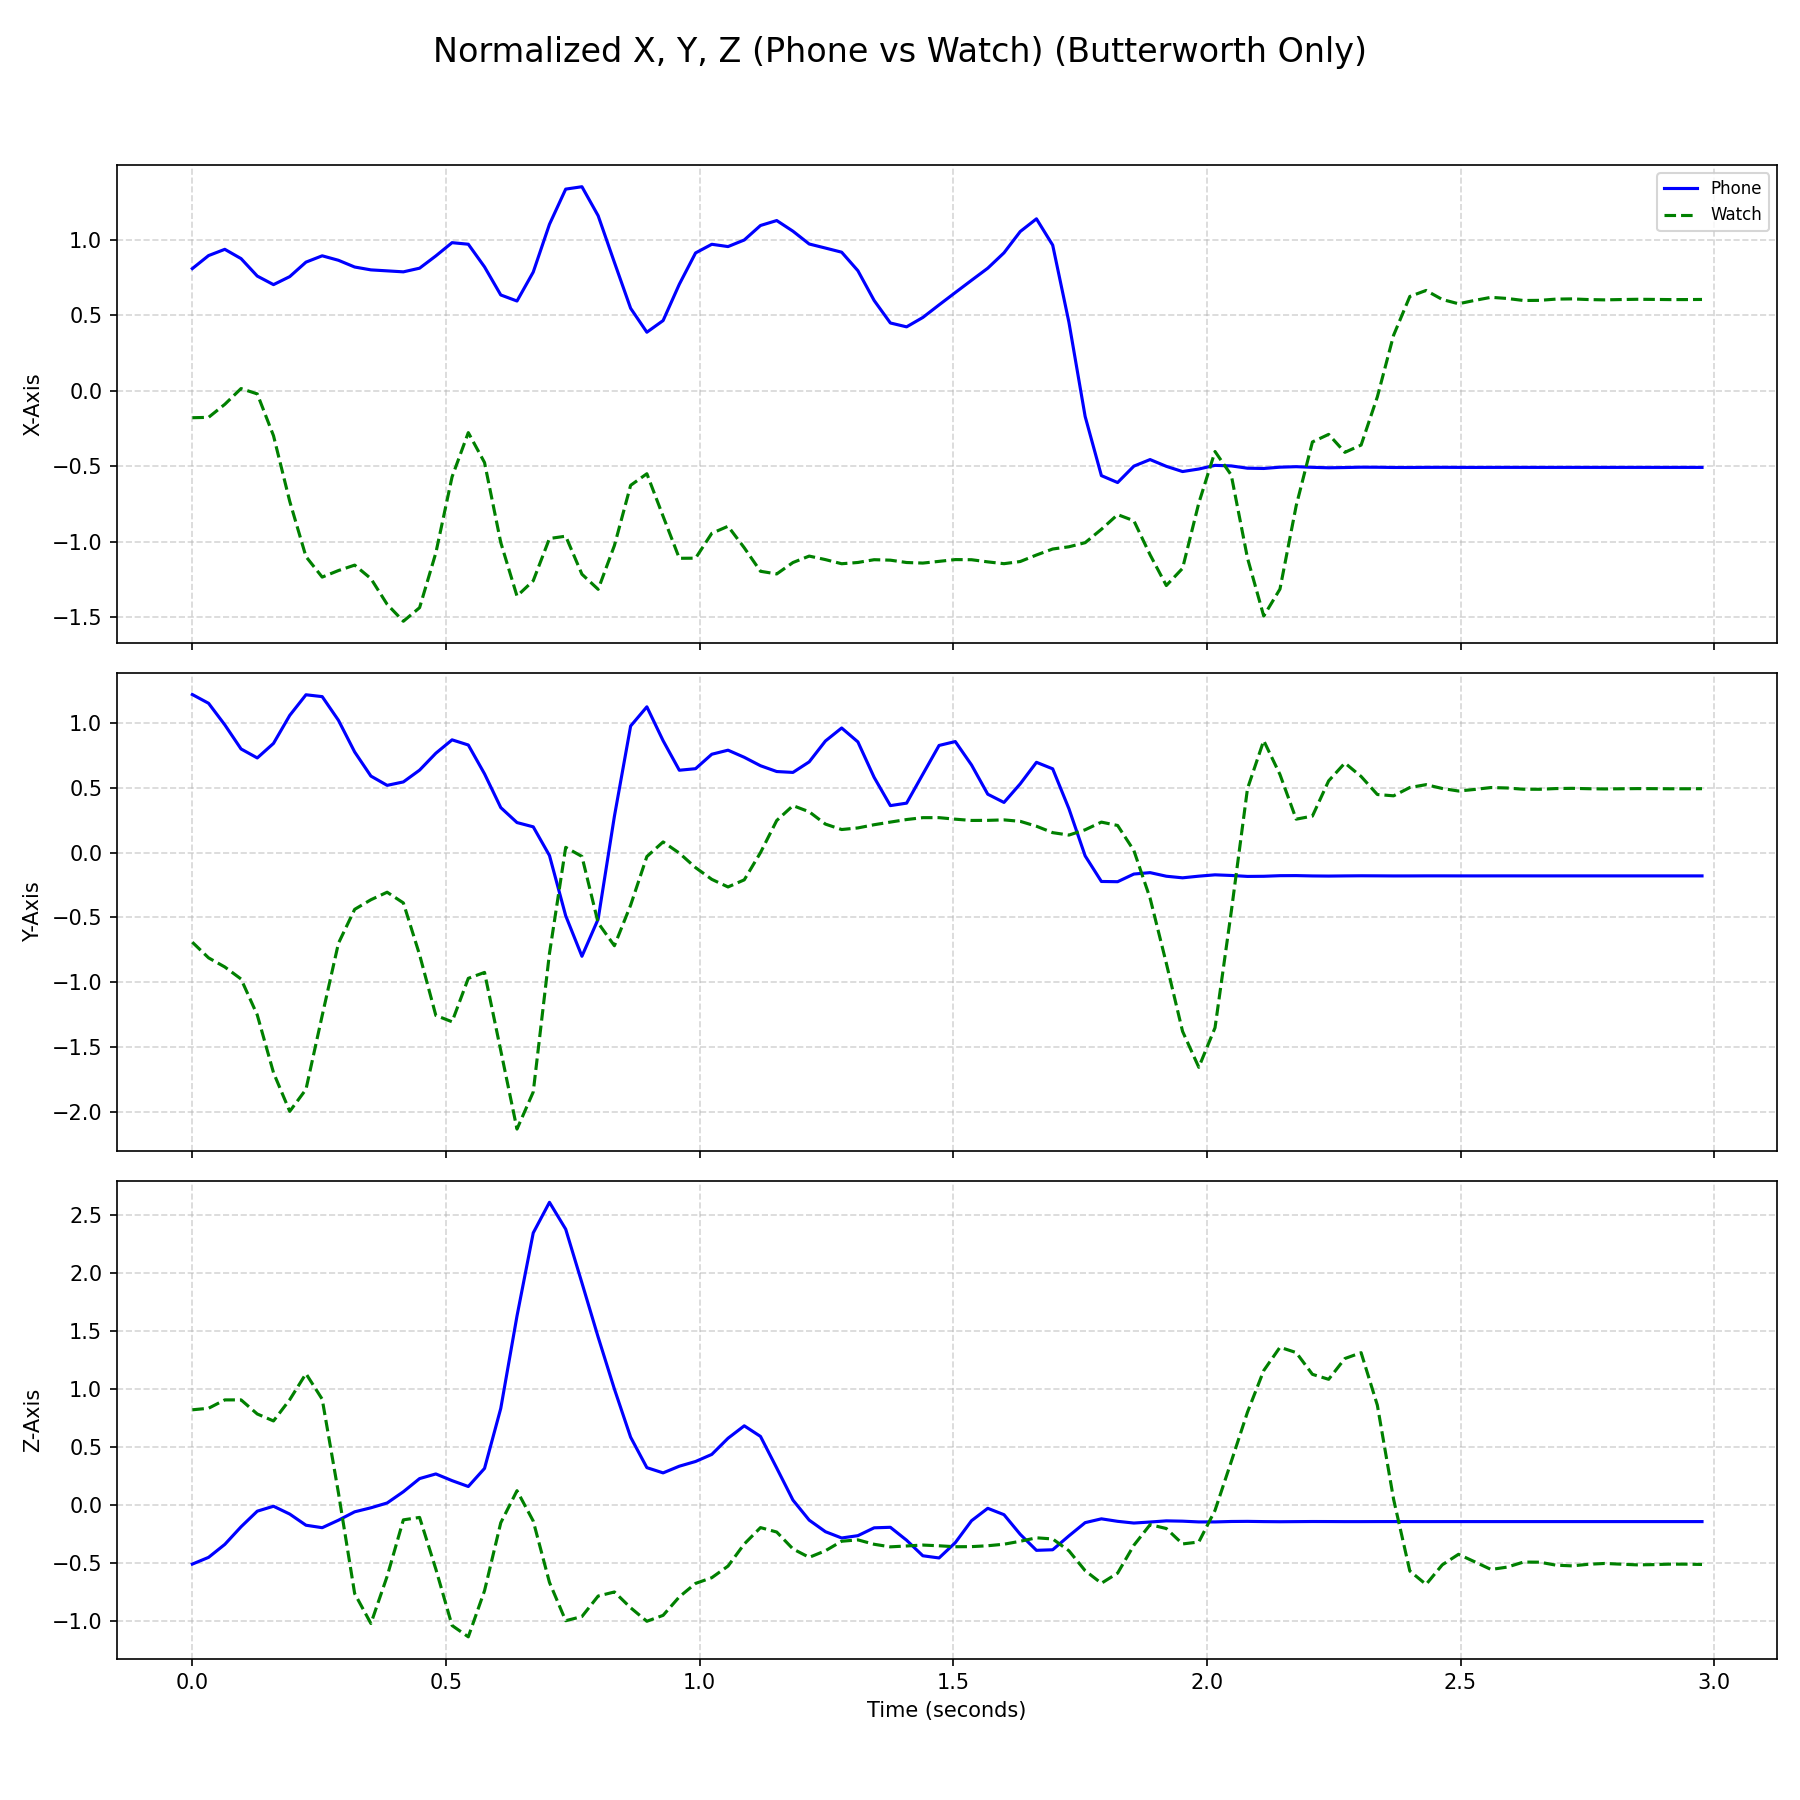 Normalized X, Y, Z (Phone vs Watch) (Butterworth Only)
Phone
Watch
X-Axis
1.0
0.5
0.0
−0.5
−1.0
−1.5
Y-Axis
1.0
0.5
0.0
−0.5
−1.0
−1.5
−2.0
Z-Axis
2.5
2.0
1.5
1.0
0.5
0.0
−0.5
−1.0
0.0 0.5 1.0 1.5 2.0 2.5 3.0
Time (seconds)